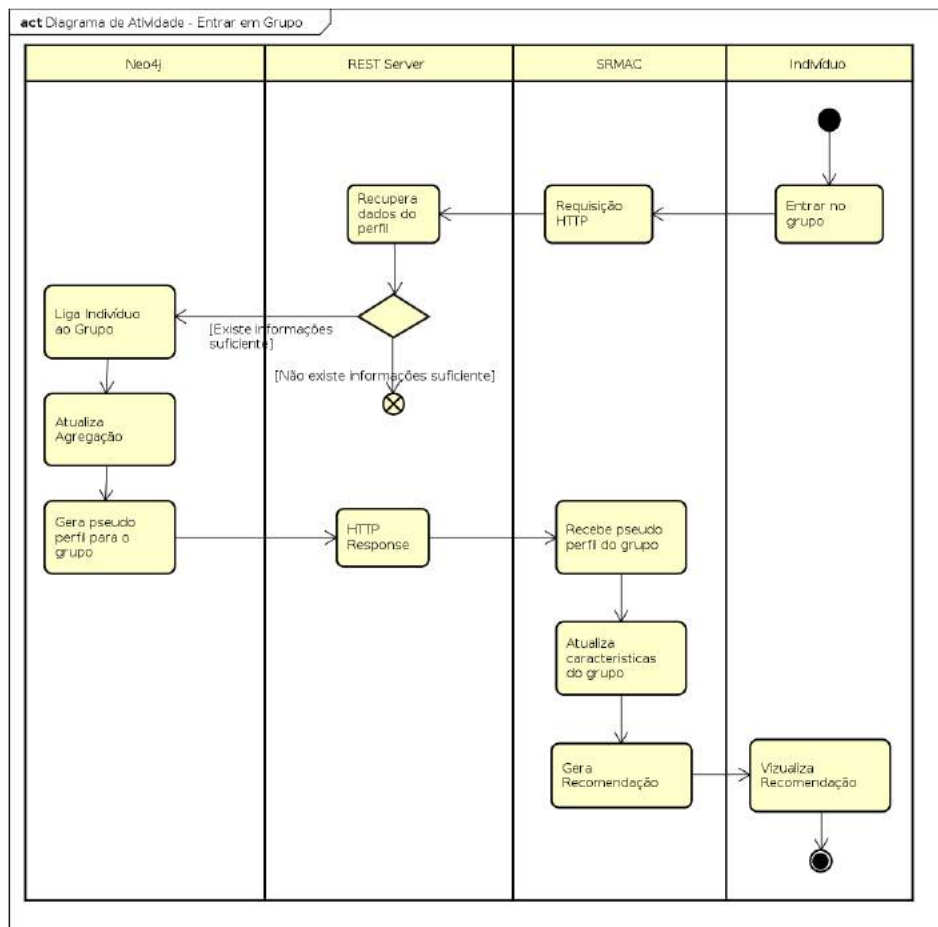 act Diagrama de Atividade - Entrar em Grupo
Neo4j
REST Server
SRMAC
Indivíduo
Recupera
dados do
perfil
Requisição
HTTP
Entrar no
grupo
Liga Indivíduo
ao Grupo
[Existe informações
suficiente]
[Não existe informações suficiente]
Atualiza
Agregação
Gera pseudo
perfil para o
grupo
HTTP
Response
Recebe pseudo
perfil do grupo
Atualiza
caracteristicas
do grupo
Gera
Recomendação
Vizualiza
Recomendação